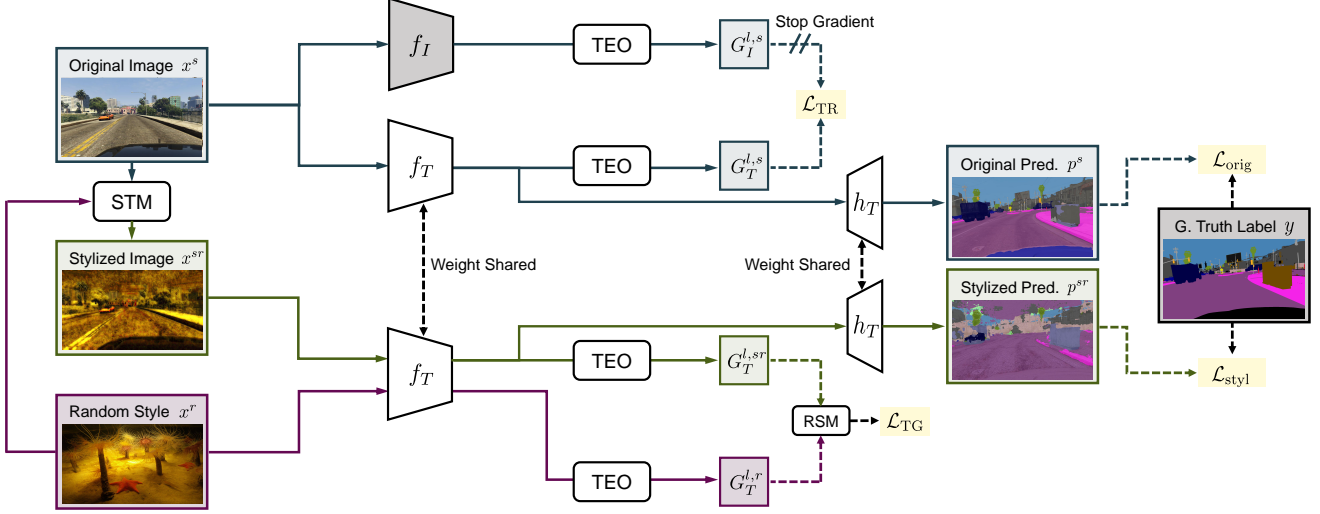 Stop Gradient
f_I
TEO
G_I^{l,s}
Original Image x^s
ℒ_TR
f_T
TEO
G_T^{l,s}
Original Pred. p^s
ℒ_orig
STM
h_T
G. Truth Label y
Stylized Image x^{sr}
Weight Shared
Weight Shared
Stylized Pred. p^{sr}
h_T
f_T
TEO
G_T^{l,sr}
ℒ_styl
Random Style x^r
RSM
ℒ_TG
TEO
G_T^{l,r}